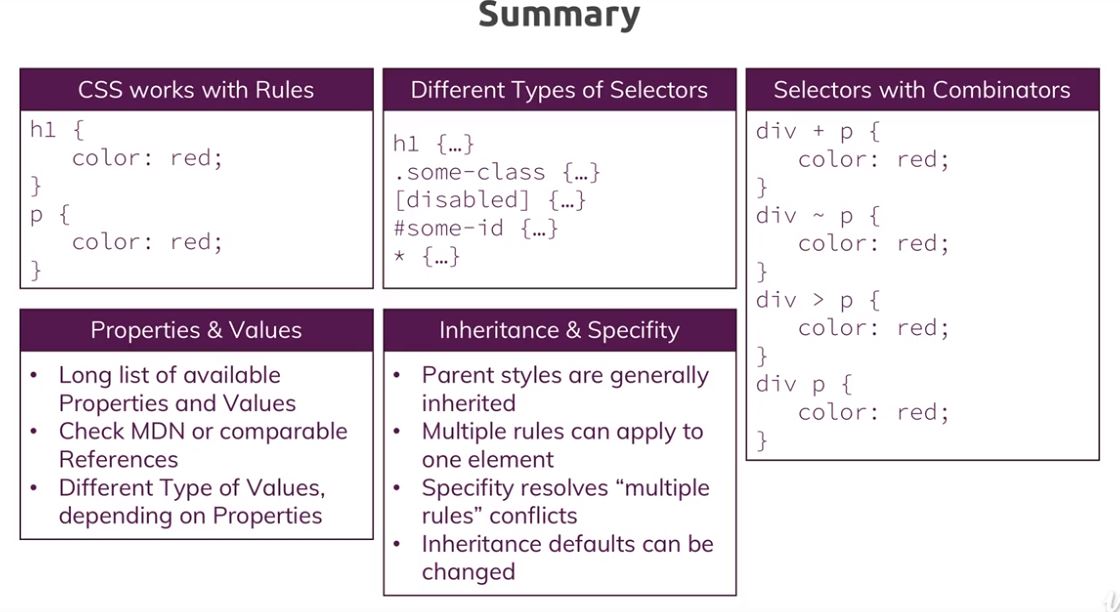 Summary
CSS works with Rules
h1 {
color: red;
}
p {
color: red;
}
Different Types of Selectors
h1 {…}
.some-class {…}
[disabled] {…}
#some-id {…}
* {…}
Selectors with Combinators
div + p {
color: red;
}
div ~ p {
color: red;
}
div > p {
color: red;
}
div p {
color: red;
}
Properties & Values
• Long list of available
Properties and Values
• Check MDN or comparable
References
• Different Type of Values,
depending on Properties
Inheritance & Specifity
• Parent styles are generally
inherited
• Multiple rules can apply to
one element
• Specifity resolves “multiple
rules” conflicts
• Inheritance defaults can be
changed